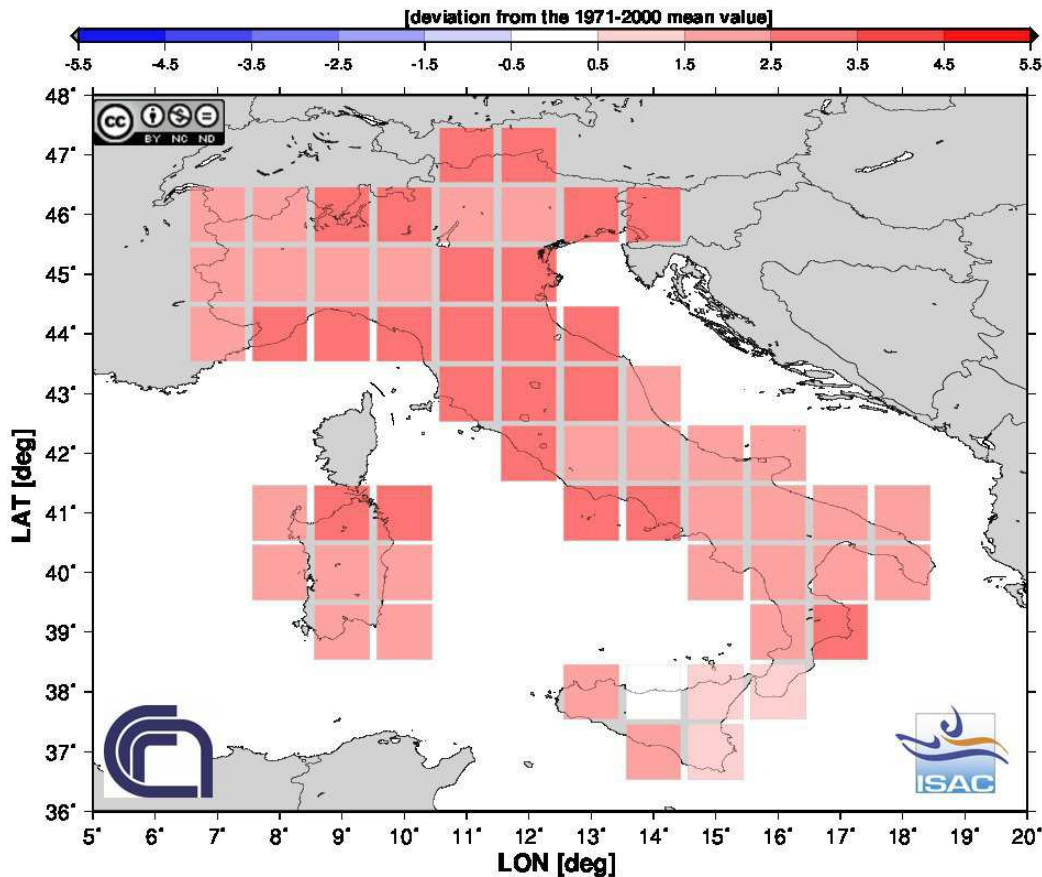 [deviation from the 1971-2000 mean value]
-5.5 -4.5 -3.5 -2.5 -1.5 -0.5 0.5 1.5 2.5 3.5 4.5 5.5
48°
cc
BY NC ND
47°
46°
45°
44°
43°
42°
LAT [deg]
41°
40°
39°
38°
37°
ISAC
36°
5° 6° 7° 8° 9° 10° 11° 12° 13° 14° 15° 16° 17° 18° 19° 20°
LON [deg]